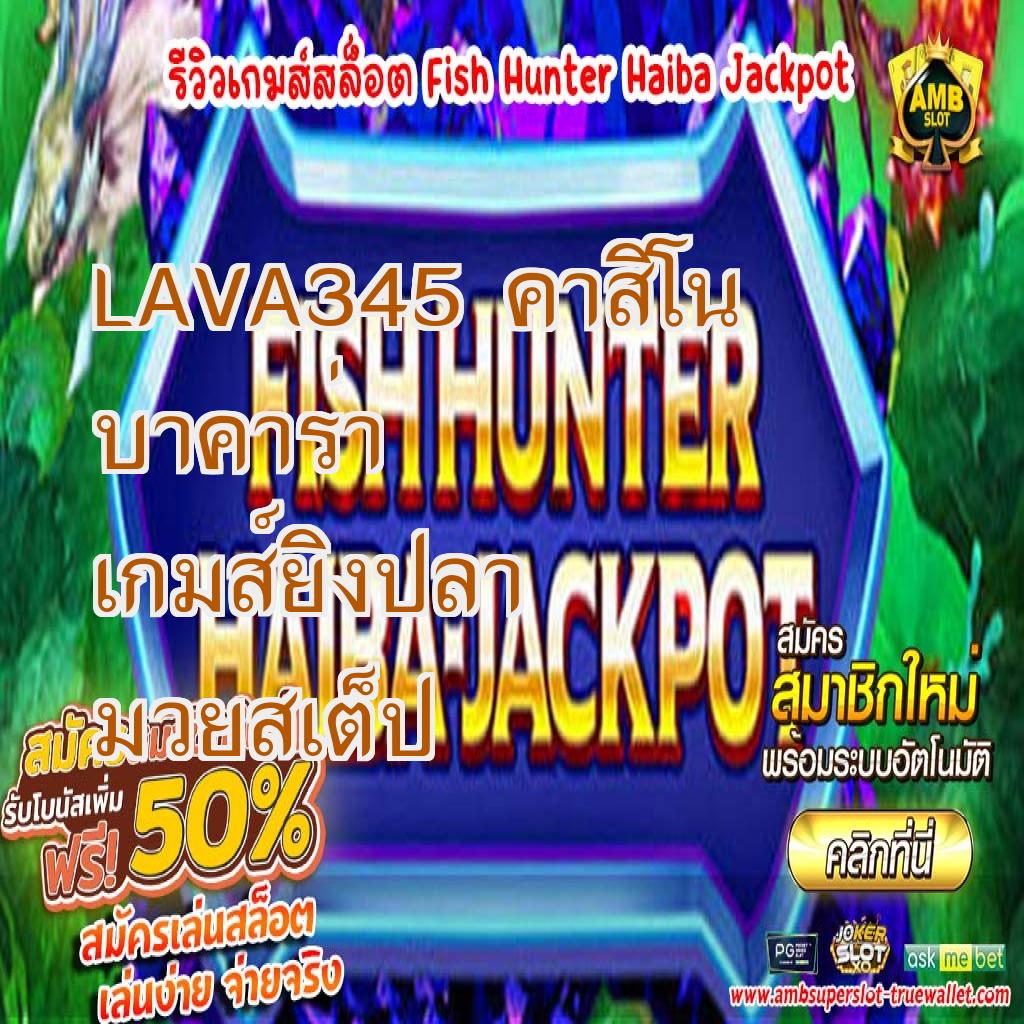 รีวิวเกมส์สล็อต Fish Hunter Haiba Jackpot
AMB
SLOT
LAVA345 คาสิโน
บาคาร่า
เกมส์ยิงปลา
มวยสเต็ป
FISH HUNTER
HAIBA JACKPOT
สมัคร
สมาชิกใหม่
พร้อมระบบอัตโนมัติ
คลิกที่นี่
รับโบนัสเพิ่ม
ฟรี! 50%
สมัครเล่นสล็อต
เล่นง่าย จ่ายจริง
PG
JOKER
SLOT
XO
ask me bet
www.ambsuperslot-truewallet.com